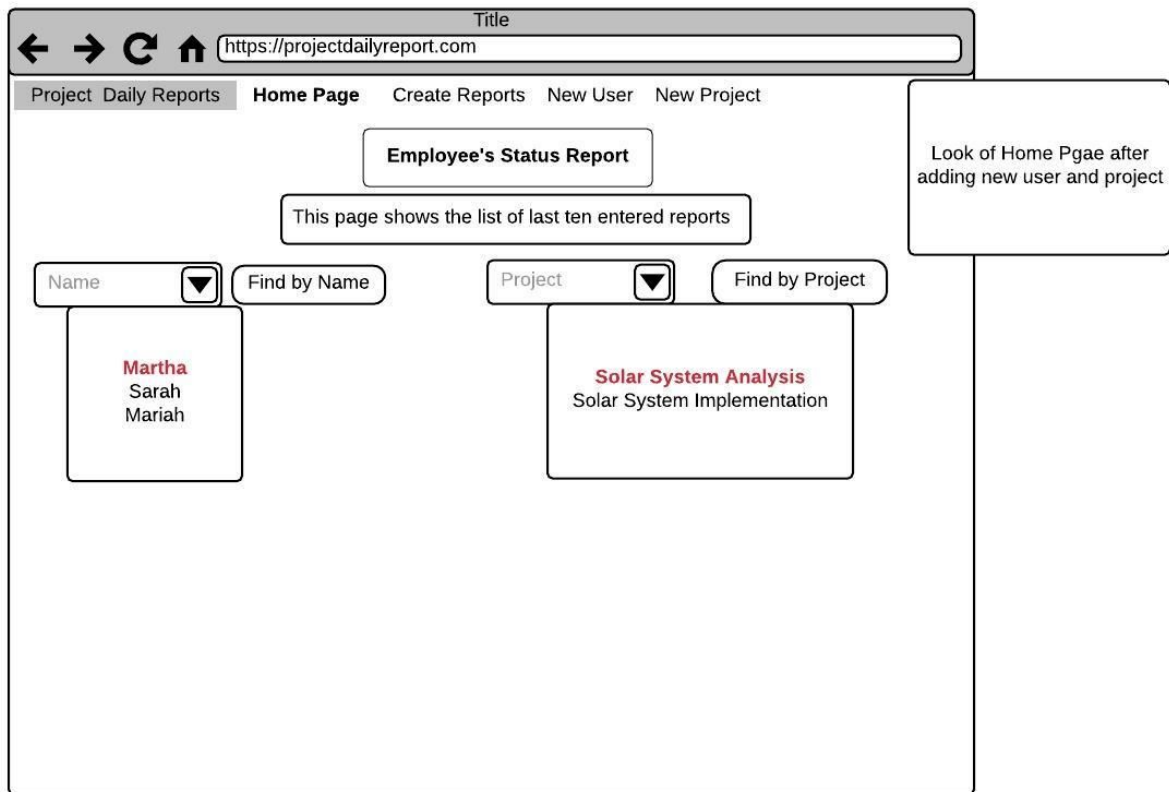 Title
https://projectdailyreport.com
Project Daily Reports Home Page Create Reports New User New Project
Look of Home Pgae after
adding new user and project
Employee's Status Report
This page shows the list of last ten entered reports
Name Find by Name Project Find by Project
Martha
Sarah
Mariah
Solar System Analysis
Solar System Implementation